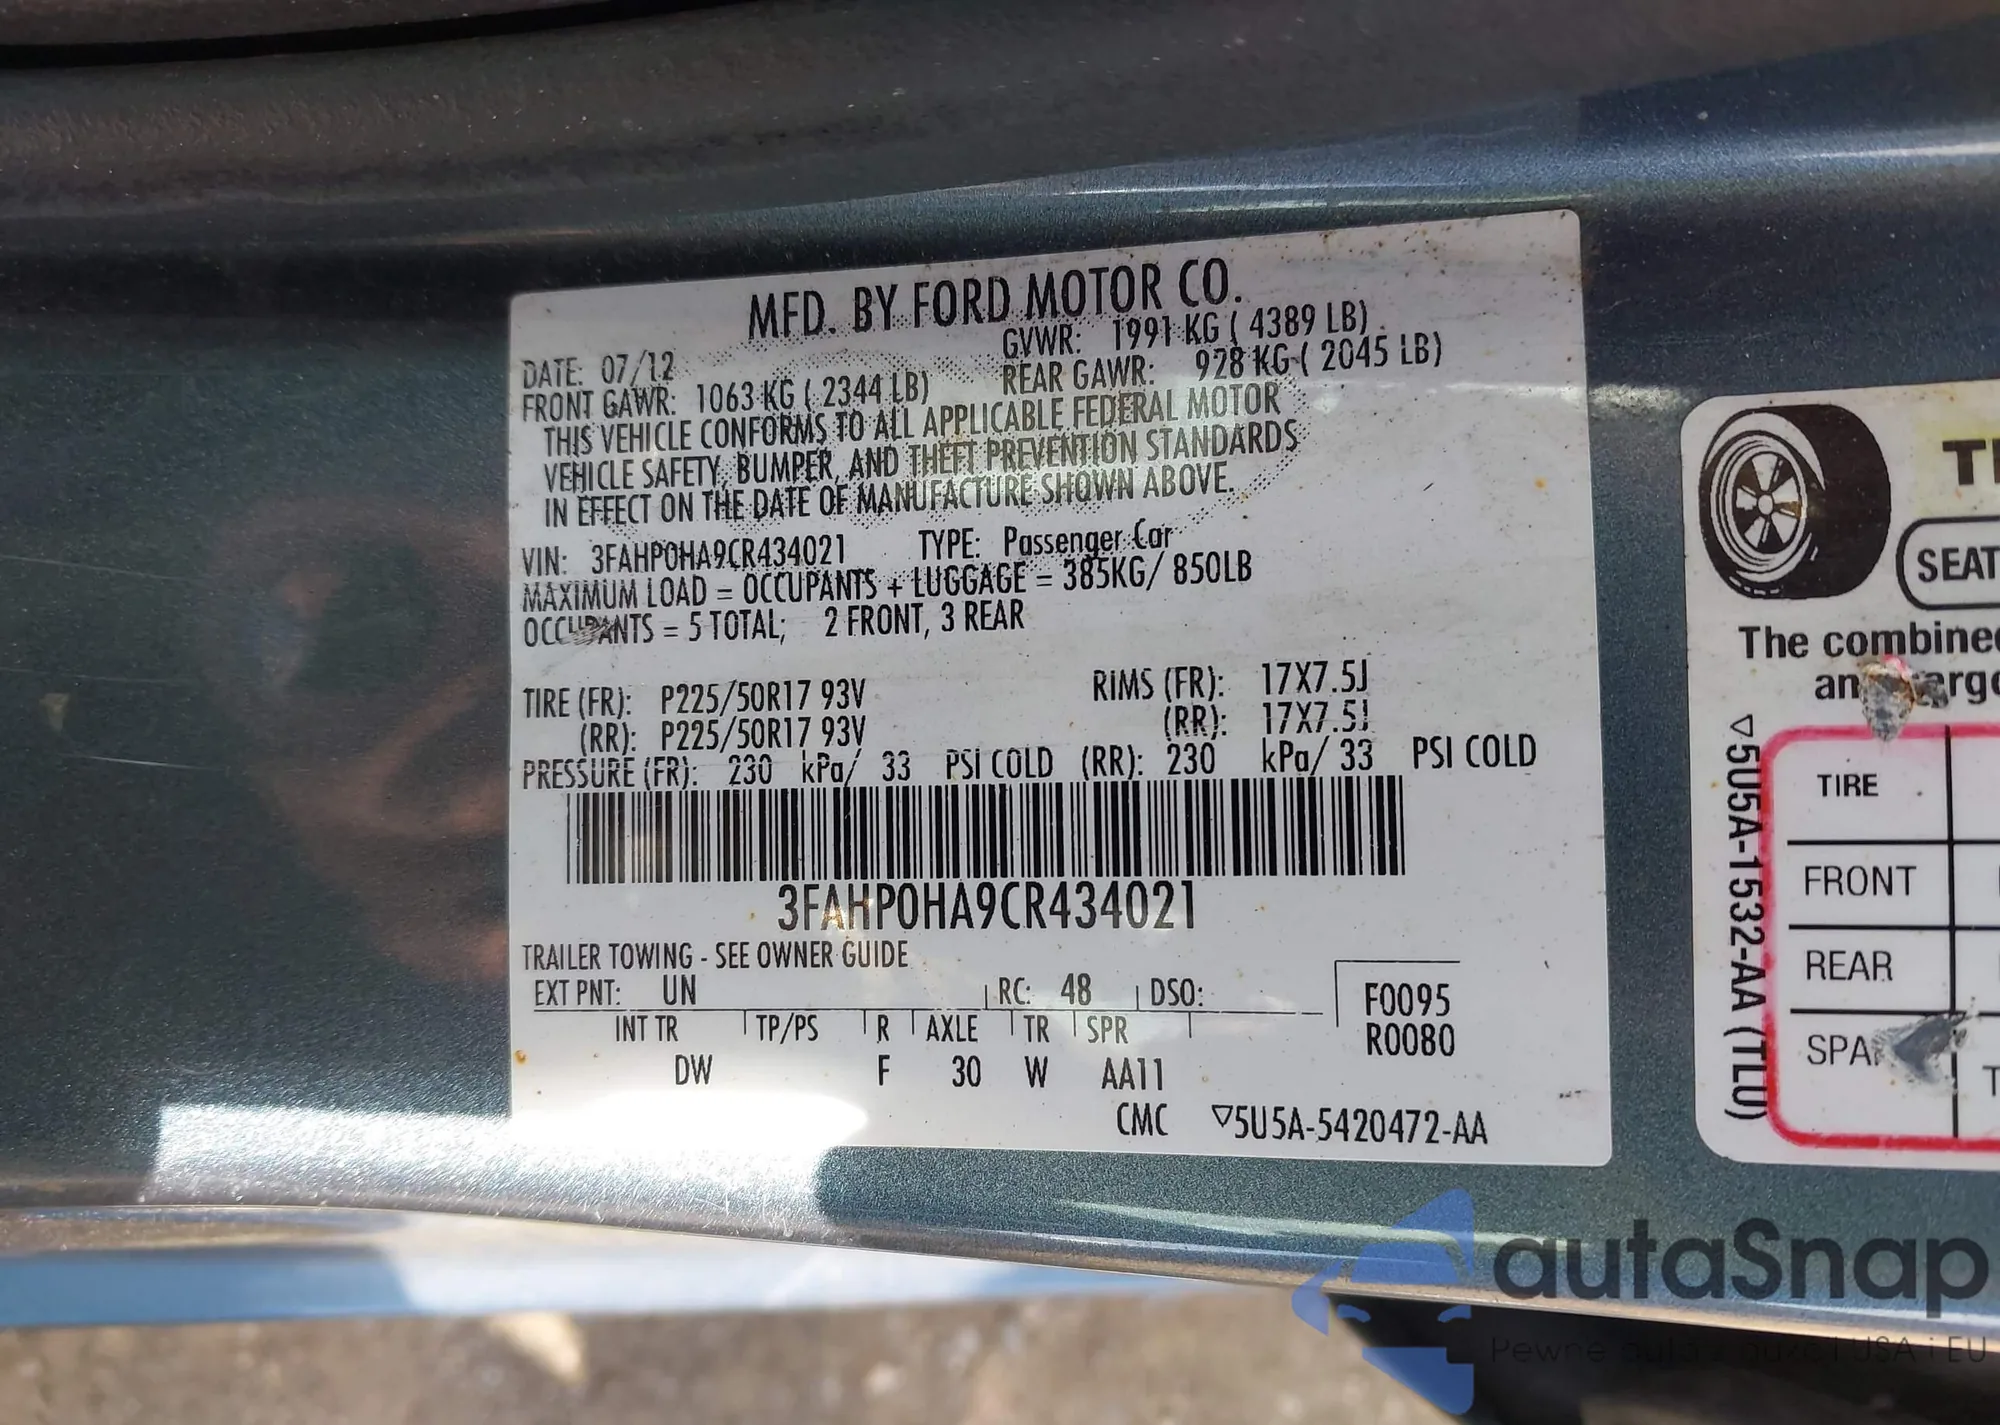 MFD. BY FORD MOTOR CO.
DATE: 07/12 GVWR: 1991 KG ( 4389 LB)
FRONT GAWR: 1063 KG ( 2344 LB) REAR GAWR: 928 KG ( 2045 LB)
THIS VEHICLE CONFORMS TO ALL APPLICABLE FEDERAL MOTOR
VEHICLE SAFETY, BUMPER, AND THEFT PREVENTION STANDARDS
IN EFFECT ON THE DATE OF MANUFACTURE SHOWN ABOVE.
VIN: 3FAHP0HA9CR434021 TYPE: Passenger Car
MAXIMUM LOAD = OCCUPANTS + LUGGAGE = 385KG/ 850LB
OCCUPANTS = 5 TOTAL; 2 FRONT, 3 REAR
TIRE (FR): P225/50R17 93V RIMS (FR): 17X7.5J
(RR): P225/50R17 93V (RR): 17X7.5J
PRESSURE (FR): 230 kPa/ 33 PSI COLD (RR): 230 kPa/ 33 PSI COLD
3FAHP0HA9CR434021
TRAILER TOWING - SEE OWNER GUIDE
EXT PNT: UN RC: 48 DSO:
F0095
R0080
INT TR TP/PS R AXLE TR SPR
DW F 30 W AA11
CMC ▽5U5A-5420472-AA
SEAT
The combined
TIRE
FRONT
REAR
▽5U5A-1532-AA (TLU)
autaSnap